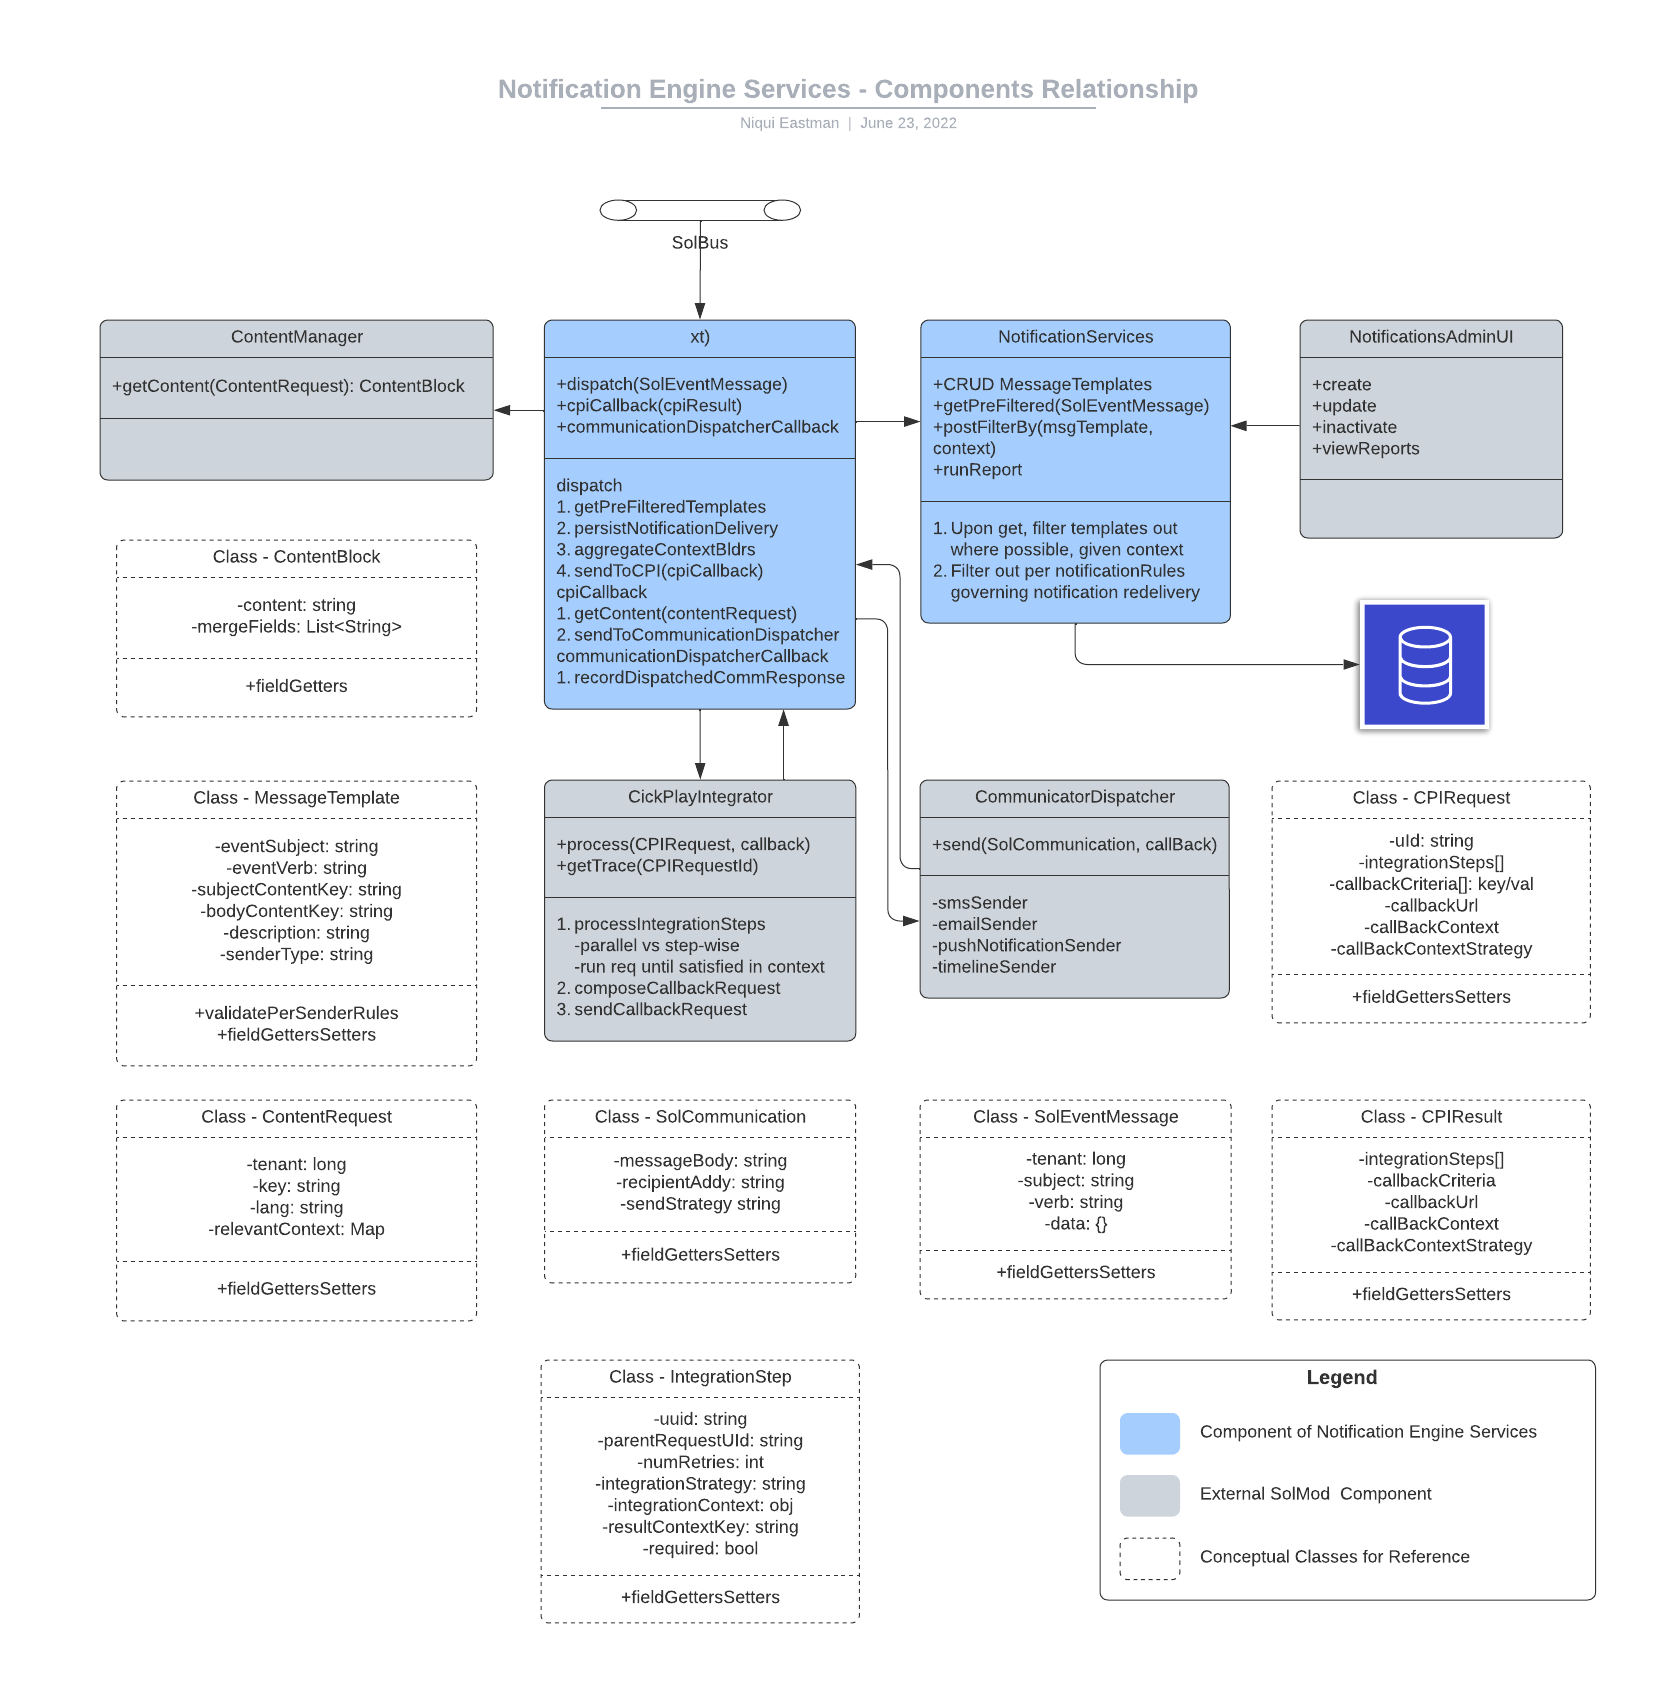 Notification Engine Services - Components Relationship
Niqui Eastman | June 23, 2022
SolBus
ContentManager
+getContent(ContentRequest): ContentBlock
xt)
+dispatch(SolEventMessage)
+cpiCallback(cpiResult)
+communicationDispatcherCallback
dispatch
1. getPreFilteredTemplates
2. persistNotificationDelivery
3. aggregateContextBldrs
4. sendToCPI(cpiCallback)
cpiCallback
1. getContent(contentRequest)
2. sendToCommunicationDispatcher
communicationDispatcherCallback
1. recordDispatchedCommResponse
NotificationServices
+CRUD MessageTemplates
+getPreFiltered(SolEventMessage)
+postFilterBy(msgTemplate,
context)
+runReport
1. Upon get, filter templates out
where possible, given context
2. Filter out per notificationRules
governing notification redelivery
NotificationsAdminUI
+create
+update
+inactivate
+viewReports
Class - ContentBlock
-content: string
-mergeFields: List<String>
+fieldGetters
Class - MessageTemplate
-eventSubject: string
-eventVerb: string
-subjectContentKey: string
-bodyContentKey: string
-description: string
-senderType: string
+validatePerSenderRules
+fieldGettersSetters
CickPlayIntegrator
+process(CPIRequest, callback)
+getTrace(CPIRequestId)
1. processIntegrationSteps
-parallel vs step-wise
-run req until satisfied in context
2. composeCallbackRequest
3. sendCallbackRequest
CommunicatorDispatcher
+send(SolCommunication, callBack)
-smsSender
-emailSender
-pushNotificationSender
-timelineSender
Class - CPIRequest
-uId: string
-integrationSteps[]
-callbackCriteria[]: key/val
-callbackUrl
-callBackContext
-callBackContextStrategy
+fieldGettersSetters
Class - ContentRequest
-tenant: long
-key: string
-lang: string
-relevantContext: Map
+fieldGettersSetters
Class - SolCommunication
-messageBody: string
-recipientAddy: string
-sendStrategy string
+fieldGettersSetters
Class - SolEventMessage
-tenant: long
-subject: string
-verb: string
-data: {}
+fieldGettersSetters
Class - CPIResult
-integrationSteps[]
-callbackCriteria
-callbackUrl
-callBackContext
-callBackContextStrategy
+fieldGettersSetters
Class - IntegrationStep
-uuid: string
-parentRequestUId: string
-numRetries: int
-integrationStrategy: string
-integrationContext: obj
-resultContextKey: string
-required: bool
+fieldGettersSetters
Legend
Component of Notification Engine Services
External SolMod  Component
Conceptual Classes for Reference